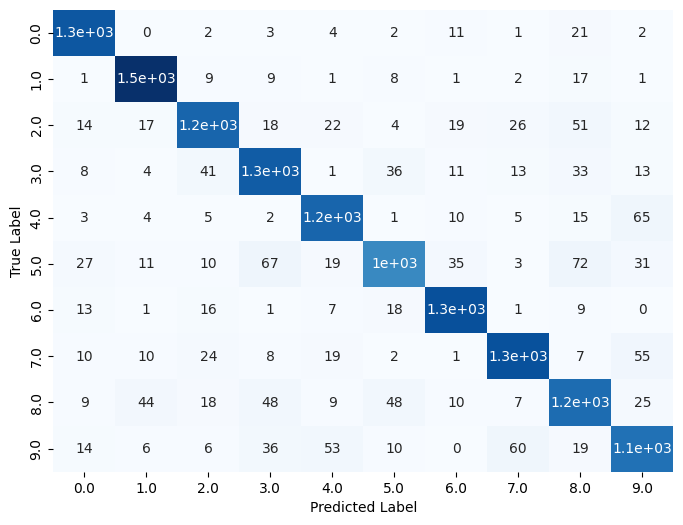 0.0 1.3e+03 0 2 3 4 2 11 1 21 2
1.0 1 1.5e+03 9 9 1 8 1 2 17 1
2.0 14 17 1.2e+03 18 22 4 19 26 51 12
3.0 8 4 41 1.3e+03 1 36 11 13 33 13
4.0 3 4 5 2 1.2e+03 1 10 5 15 65
True Label
5.0 27 11 10 67 19 1e+03 35 3 72 31
6.0 13 1 16 1 7 18 1.3e+03 1 9 0
7.0 10 10 24 8 19 2 1 1.3e+03 7 55
8.0 9 44 18 48 9 48 10 7 1.2e+03 25
9.0 14 6 6 36 53 10 0 60 19 1.1e+03
0.0 1.0 2.0 3.0 4.0 5.0 6.0 7.0 8.0 9.0
Predicted Label